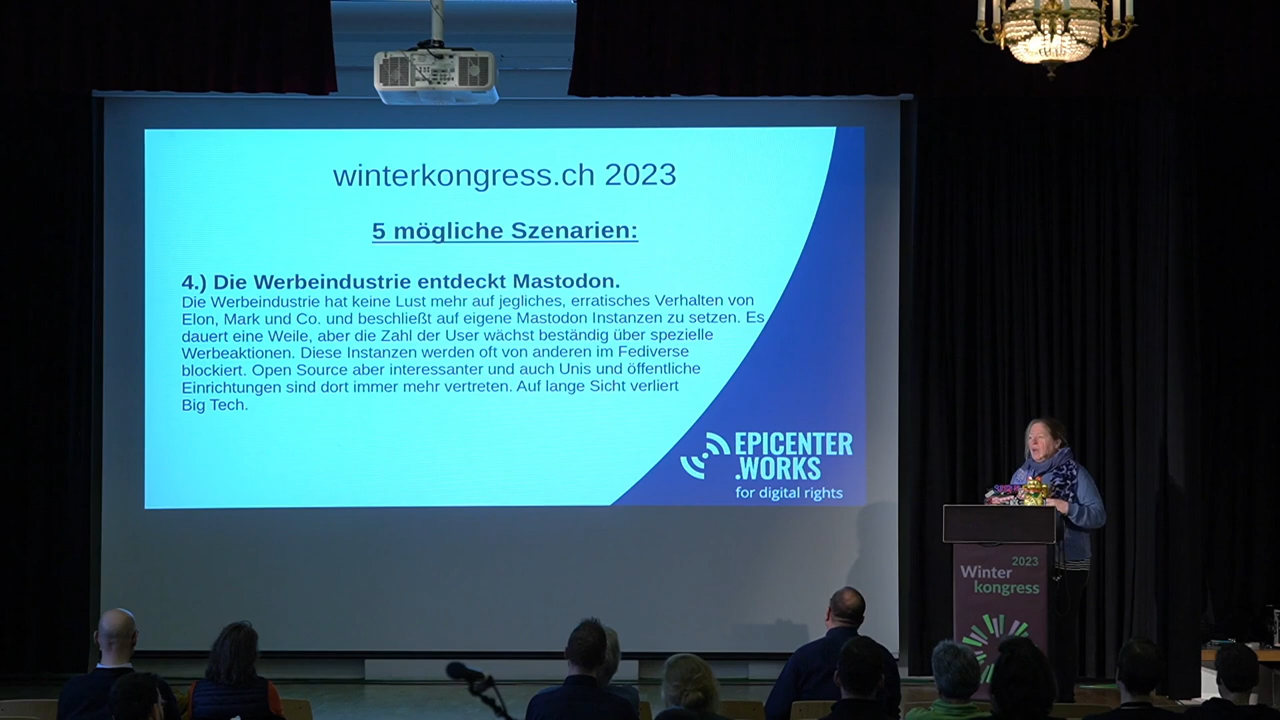 winterkongress.ch 2023
5 mögliche Szenarien:
4.) Die Werbeindustrie entdeckt Mastodon.
Die Werbeindustrie hat keine Lust mehr auf jegliches, erratisches Verhalten von
Elon, Mark und Co. und beschließt auf eigene Mastodon Instanzen zu setzen. Es
dauert eine Weile, aber die Zahl der User wächst beständig über spezielle
Werbeaktionen. Diese Instanzen werden oft von anderen im Fediverse
blockiert. Open Source aber interessanter und auch Unis und öffentliche
Einrichtungen sind dort immer mehr vertreten. Auf lange Sicht verliert
Big Tech.
EPICENTER
.WORKS
for digital rights
2023
Winter
kongress